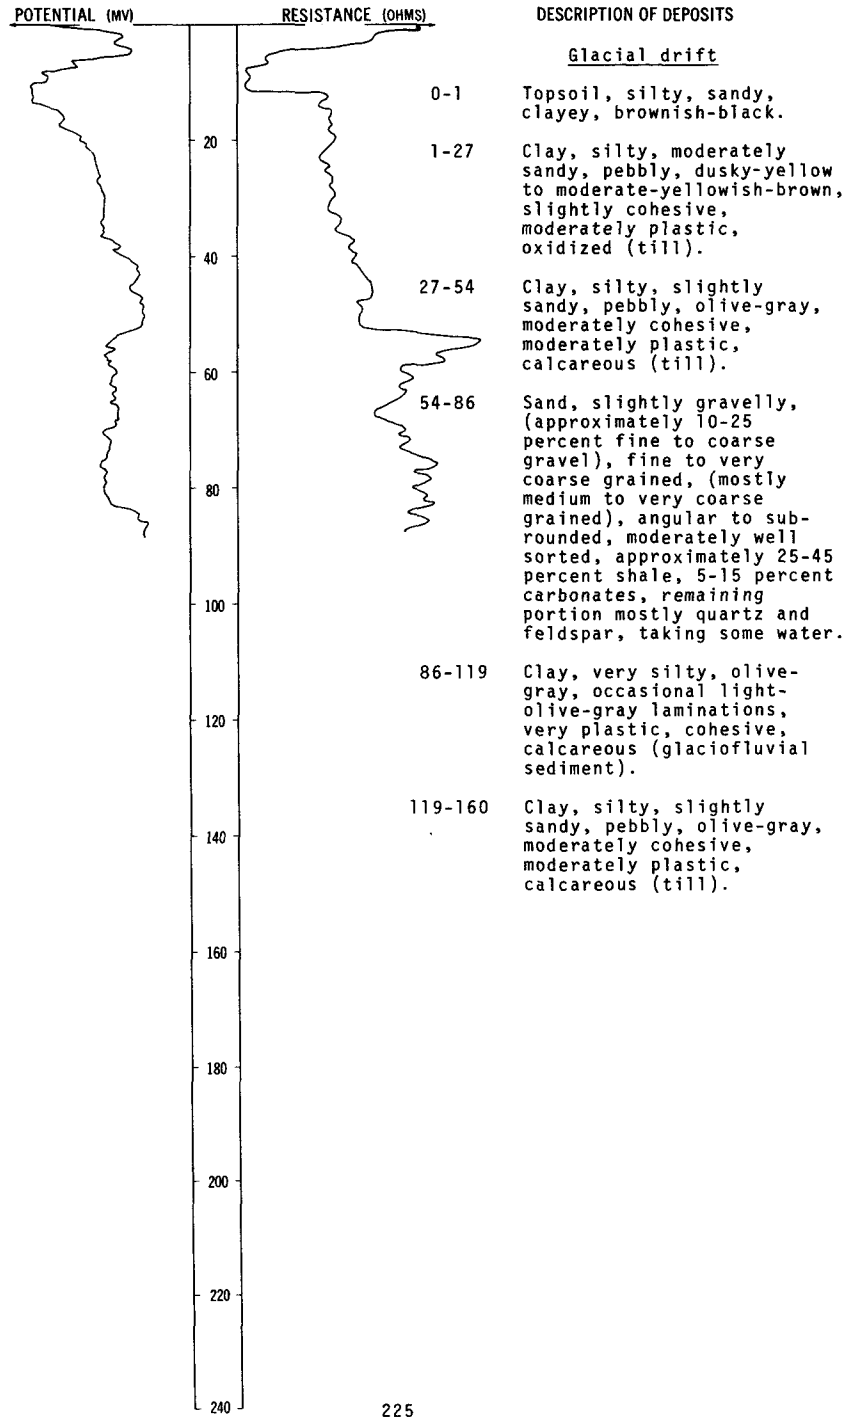 POTENTIAL (MV) RESISTANCE (OHMS) DESCRIPTION OF DEPOSITS
Glacial drift
0-1 Topsoil, silty, sandy,
clayey, brownish-black.
20
1-27 Clay, silty, moderately
sandy, pebbly, dusky-yellow
to moderate-yellowish-brown,
slightly cohesive,
moderately plastic,
oxidized (till).
40
27-54 Clay, silty, slightly
sandy, pebbly, olive-gray,
moderately cohesive,
moderately plastic,
calcareous (till).
60
54-86 Sand, slightly gravelly,
(approximately 10-25
percent fine to coarse
gravel), fine to very
coarse grained, (mostly
80
medium to very coarse
grained), angular to sub-
rounded, moderately well
sorted, approximately 25-45
percent shale, 5-15 percent
carbonates, remaining
100
portion mostly quartz and
feldspar, taking some water.
86-119 Clay, very silty, olive-
gray, occasional light-
olive-gray laminations,
120
very plastic, cohesive,
calcareous (glaciofluvial
sediment).
119-160 Clay, silty, slightly
sandy, pebbly, olive-gray,
140
moderately cohesive,
moderately plastic,
calcareous (till).
160
180
200
220
240
225